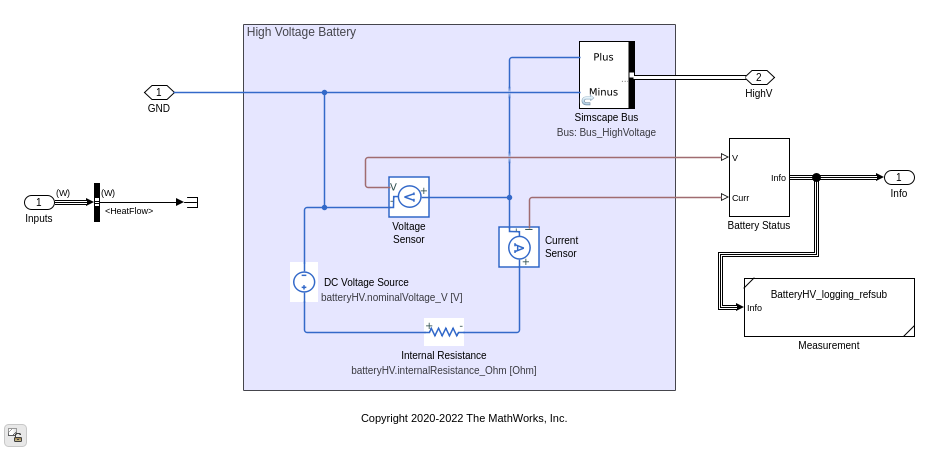 High Voltage Battery
Plus
...
Minus
Simscape Bus
Bus: Bus_HighVoltage
1
GND
2
HighV
V
Curr
Info
Battery Status
1
Info
(W)
(W)
1
<HeatFlow>
Inputs
V
+
-
V
Voltage
Sensor
I
-
A
+
Current
Sensor
-
+
DC Voltage Source
batteryHV.nominalVoltage_V [V]
+
-
Internal Resistance
batteryHV.internalResistance_Ohm [Ohm]
BatteryHV_logging_refsub
Info
Measurement
Copyright 2020-2022 The MathWorks, Inc.